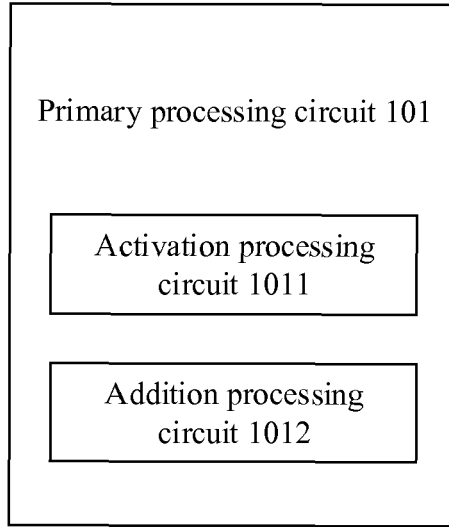 Primary processing circuit 101
Activation processing
circuit 1011
Addition processing
circuit 1012